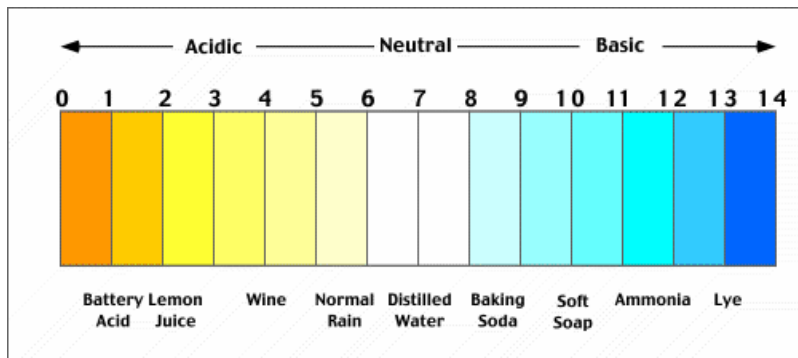 Acidic Neutral Basic
0 1 2 3 4 5 6 7 8 9 10 11 12 13 14
Battery Lemon Wine Normal Distilled Baking Soft Ammonia Lye
Acid Juice Rain Water Soda Soap